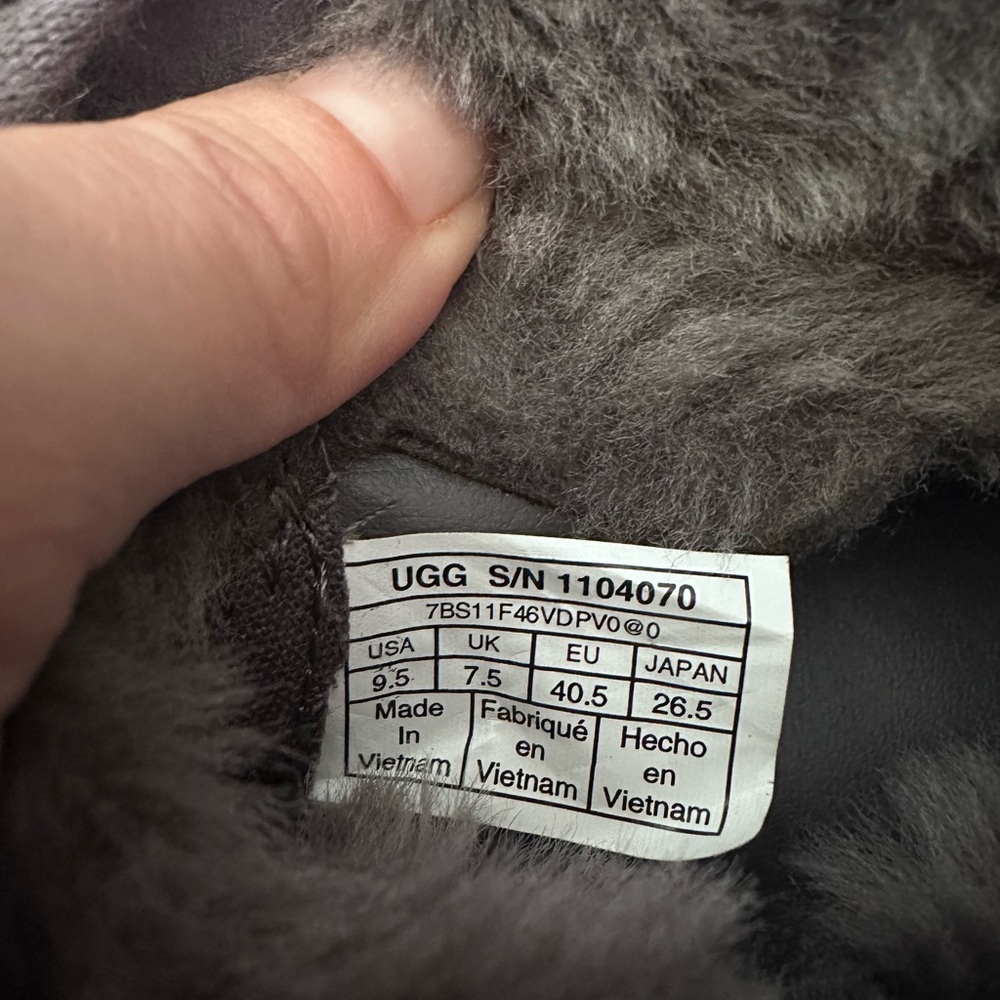 UGG S/N 1104070
7BS11F46VDPV0@0
USA UK EU JAPAN
9.5 7.5 40.5 26.5
Made
In
Vietnam
Fabriqué
en
Vietnam
Hecho
en
Vietnam